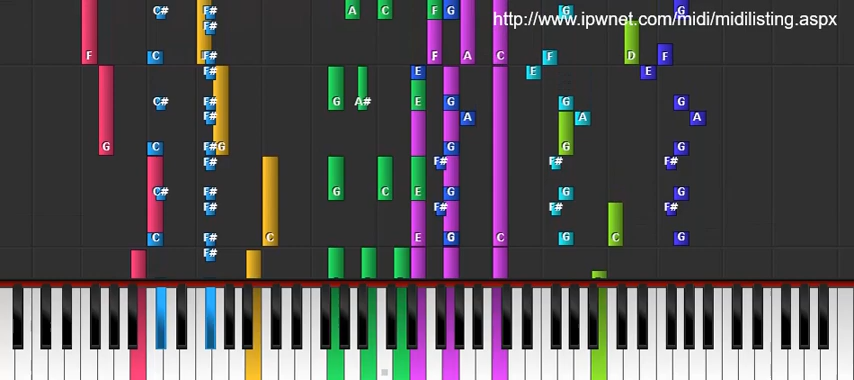 C# F# A C F G http://www.ipwnet.com/midi/midilisting.aspx G
F#
F C F A C F D F
F# E E E
C# F# G A# E G G G
F# A A A
G C F# G G G G G
F# F# F# F#
C# F# G C E G G G
F# F# F# F#
C F# C E G C G C G
F#